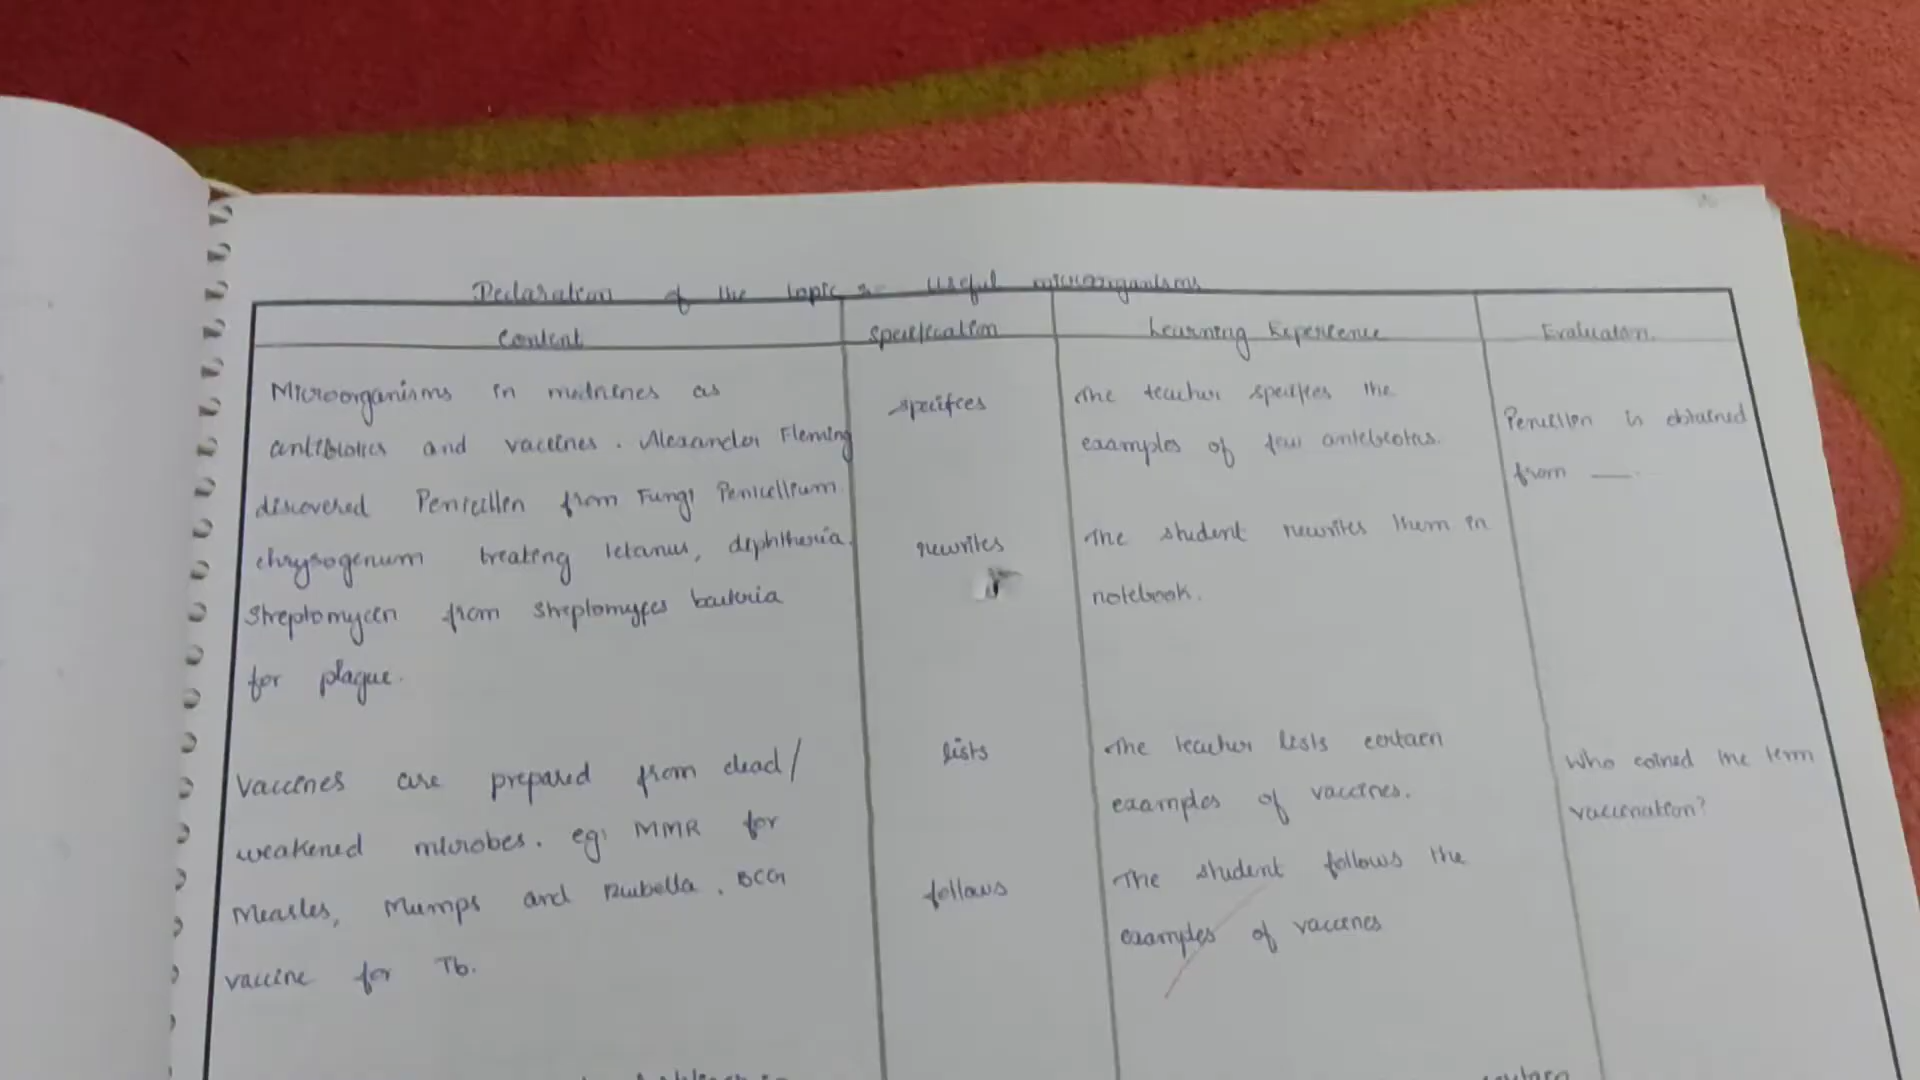 Declaration of the topic :- Useful microorganisms
Content
Specification
Learning Experience
Evaluation.
Microorganisms in medicines as
antibiotics and vaccines. Alexander Fleming
discovered Penicillin from Fungi Penicillium
chrysogenum treating tetanus, diphtheria.
Streptomycin from Streptomyces bacteria
for plague.
specifies
rewrites
The teacher specifies the
examples of few antibiotics.
The student rewrites them in
notebook.
Penicillin is obtained
from —
Vaccines are prepared from dead/
weakened microbes. eg: MMR for
Measles, Mumps and Rubella. BCG
vaccine for Tb.
lists
follows
The teacher lists certain
examples of vaccines.
The student follows the
examples of vaccines
Who coined the term
vaccination?